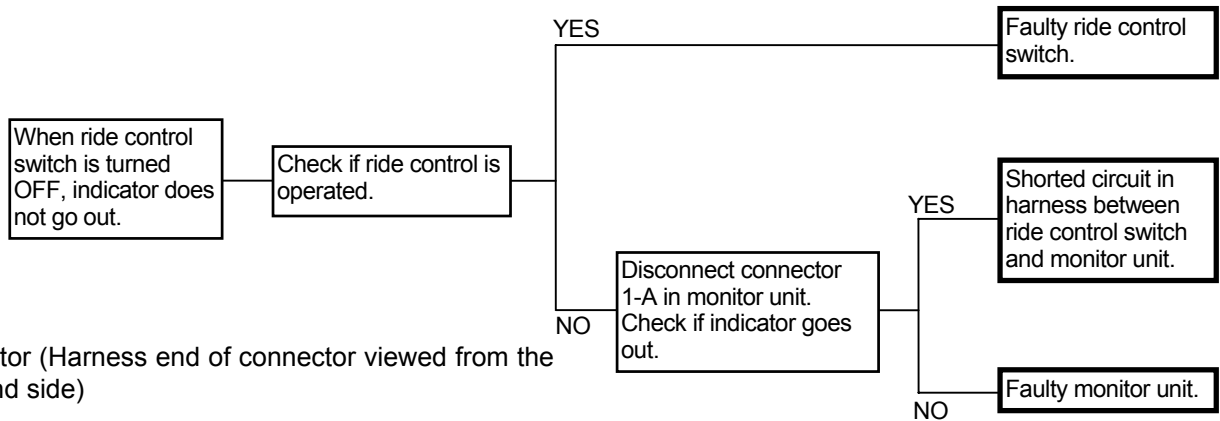 YES
Faulty ride control
switch.
When ride control
switch is turned
OFF, indicator does
not go out.
Check if ride control is
operated.
YES
Shorted circuit in
harness between
ride control switch
and monitor unit.
NO
Disconnect connector
1-A in monitor unit.
Check if indicator goes
out.
NO
Faulty monitor unit.
(Harness end of connector viewed from the
side)